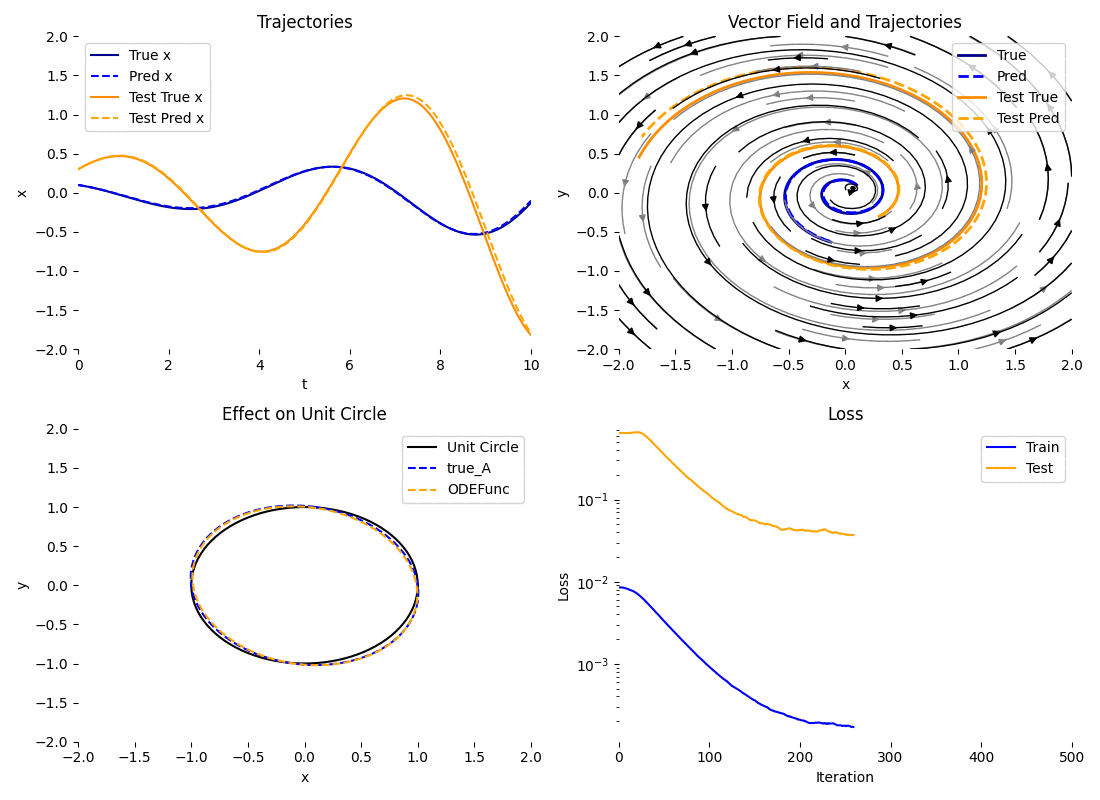 Trajectories
True x
Pred x
Test True x
Test Pred x
2.0
1.5
1.0
0.5
0.0
−0.5
−1.0
−1.5
−2.0
x
0 2 4 6 8 10
t
Vector Field and Trajectories
True
Pred
Test True
Test Pred
2.0
1.5
1.0
0.5
0.0
−0.5
−1.0
−1.5
−2.0
y
−2.0 −1.5 −1.0 −0.5 0.0 0.5 1.0 1.5 2.0
x
Effect on Unit Circle
Unit Circle
true_A
ODEFunc
2.0
1.5
1.0
0.5
0.0
−0.5
−1.0
−1.5
−2.0
y
−2.0 −1.5 −1.0 −0.5 0.0 0.5 1.0 1.5 2.0
x
Loss
Train
Test
10⁻¹
10⁻²
10⁻³
Loss
0 100 200 300 400 500
Iteration